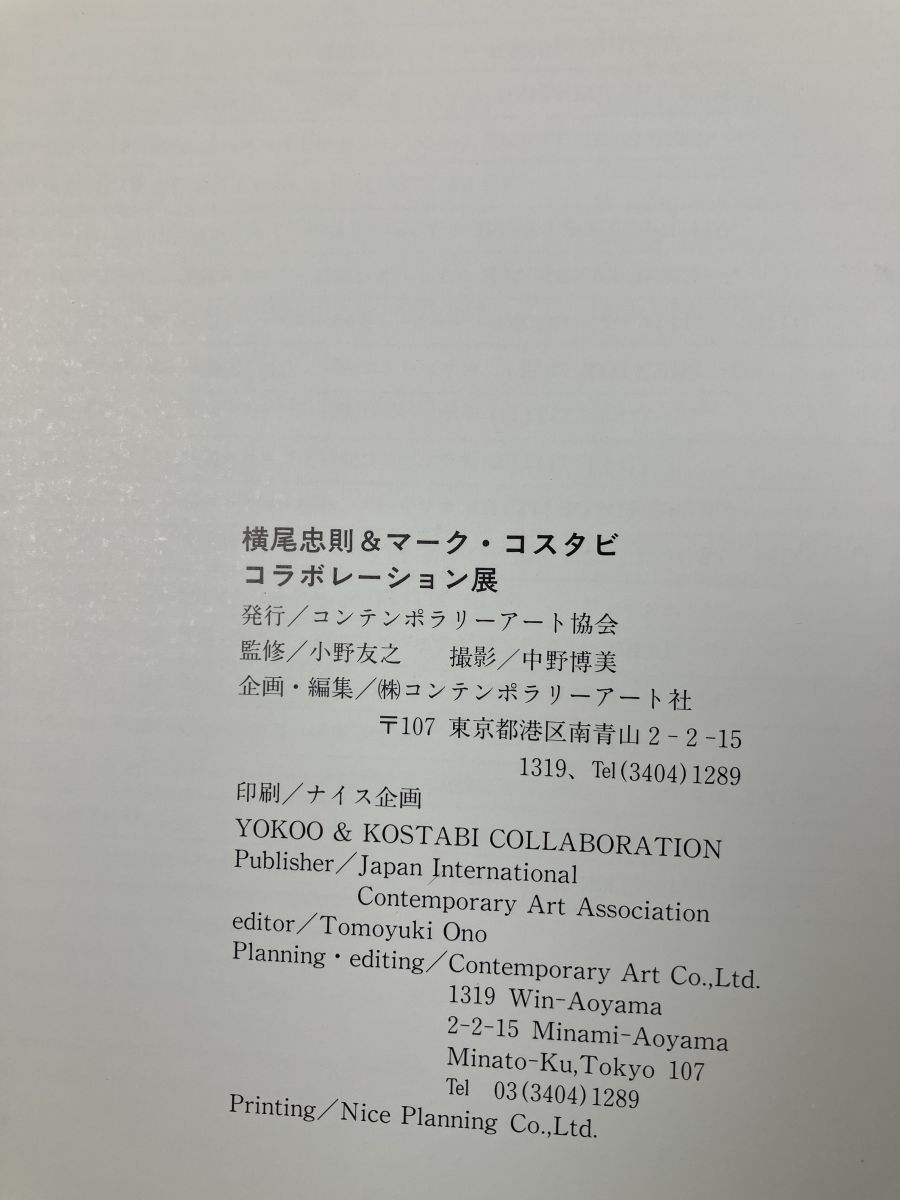 横尾忠則&マーク・コスタビ
コラボレーション展
発行／コンテンポラリーアート協会
監修／小野友之　撮影／中野博美
企画・編集／㈱コンテンポラリーアート社
〒107 東京都港区南青山2-2-15
1319、Tel(3404)1289
印刷／ナイス企画
YOKOO & KOSTABI COLLABORATION
Publisher／Japan International
Contemporary Art Association
editor／Tomoyuki Ono
Planning・editing／Contemporary Art Co.,Ltd.
1319 Win-Aoyama
2-2-15 Minami-Aoyama
Minato-Ku,Tokyo 107
Tel 03(3404)1289
Printing／Nice Planning Co.,Ltd.